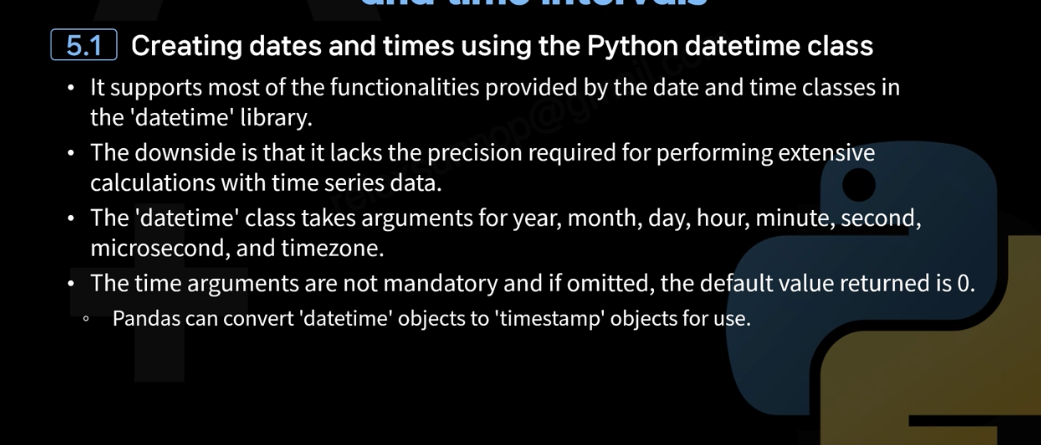 and time intervals
5.1 Creating dates and times using the Python datetime class
• It supports most of the functionalities provided by the date and time classes in
the 'datetime' library.
• The downside is that it lacks the precision required for performing extensive
calculations with time series data.
• The 'datetime' class takes arguments for year, month, day, hour, minute, second,
microsecond, and timezone.
• The time arguments are not mandatory and if omitted, the default value returned is 0.
◦ Pandas can convert 'datetime' objects to 'timestamp' objects for use.